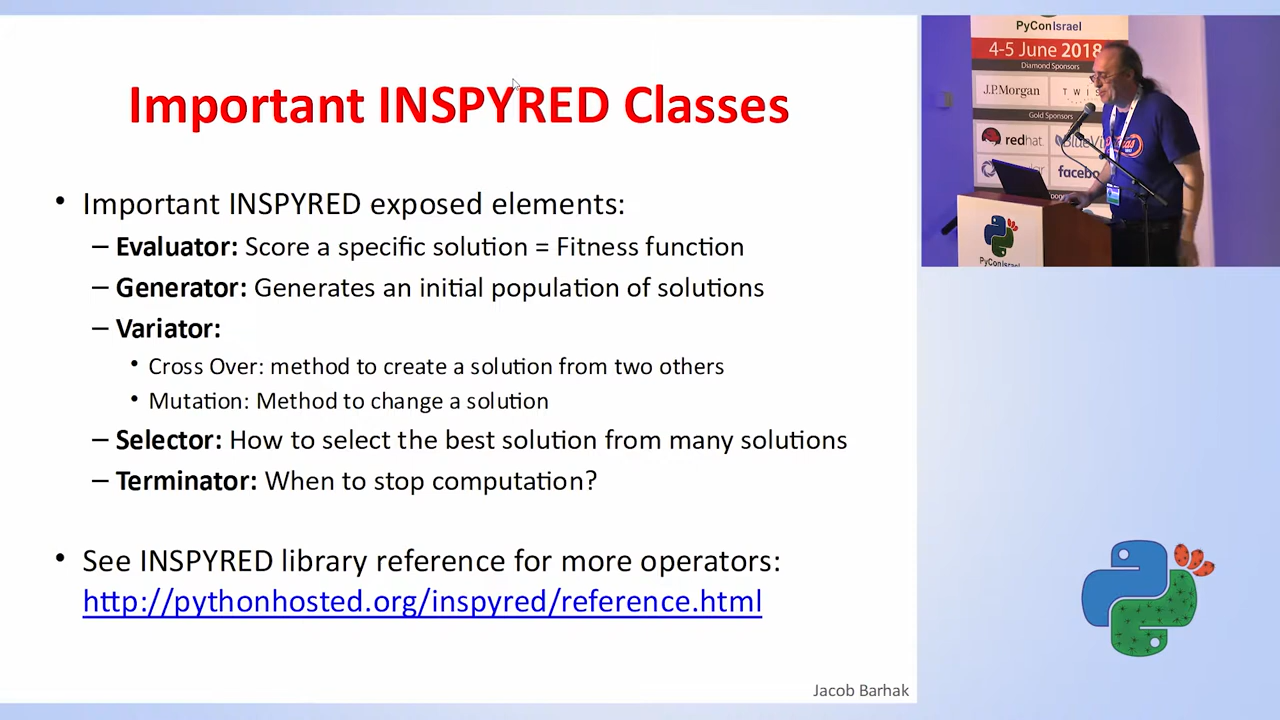 Important INSPYRED Classes
• Important INSPYRED exposed elements:
– Evaluator: Score a specific solution = Fitness function
– Generator: Generates an initial population of solutions
– Variator:
• Cross Over: method to create a solution from two others
• Mutation: Method to change a solution
– Selector: How to select the best solution from many solutions
– Terminator: When to stop computation?
• See INSPYRED library reference for more operators:
http://pythonhosted.org/inspyred/reference.html
Jacob Barhak
PyConIsrael
4-5 June 2018
Diamond Sponsors
J.P.Morgan
Gold Sponsors
redhat
PyConIsrael